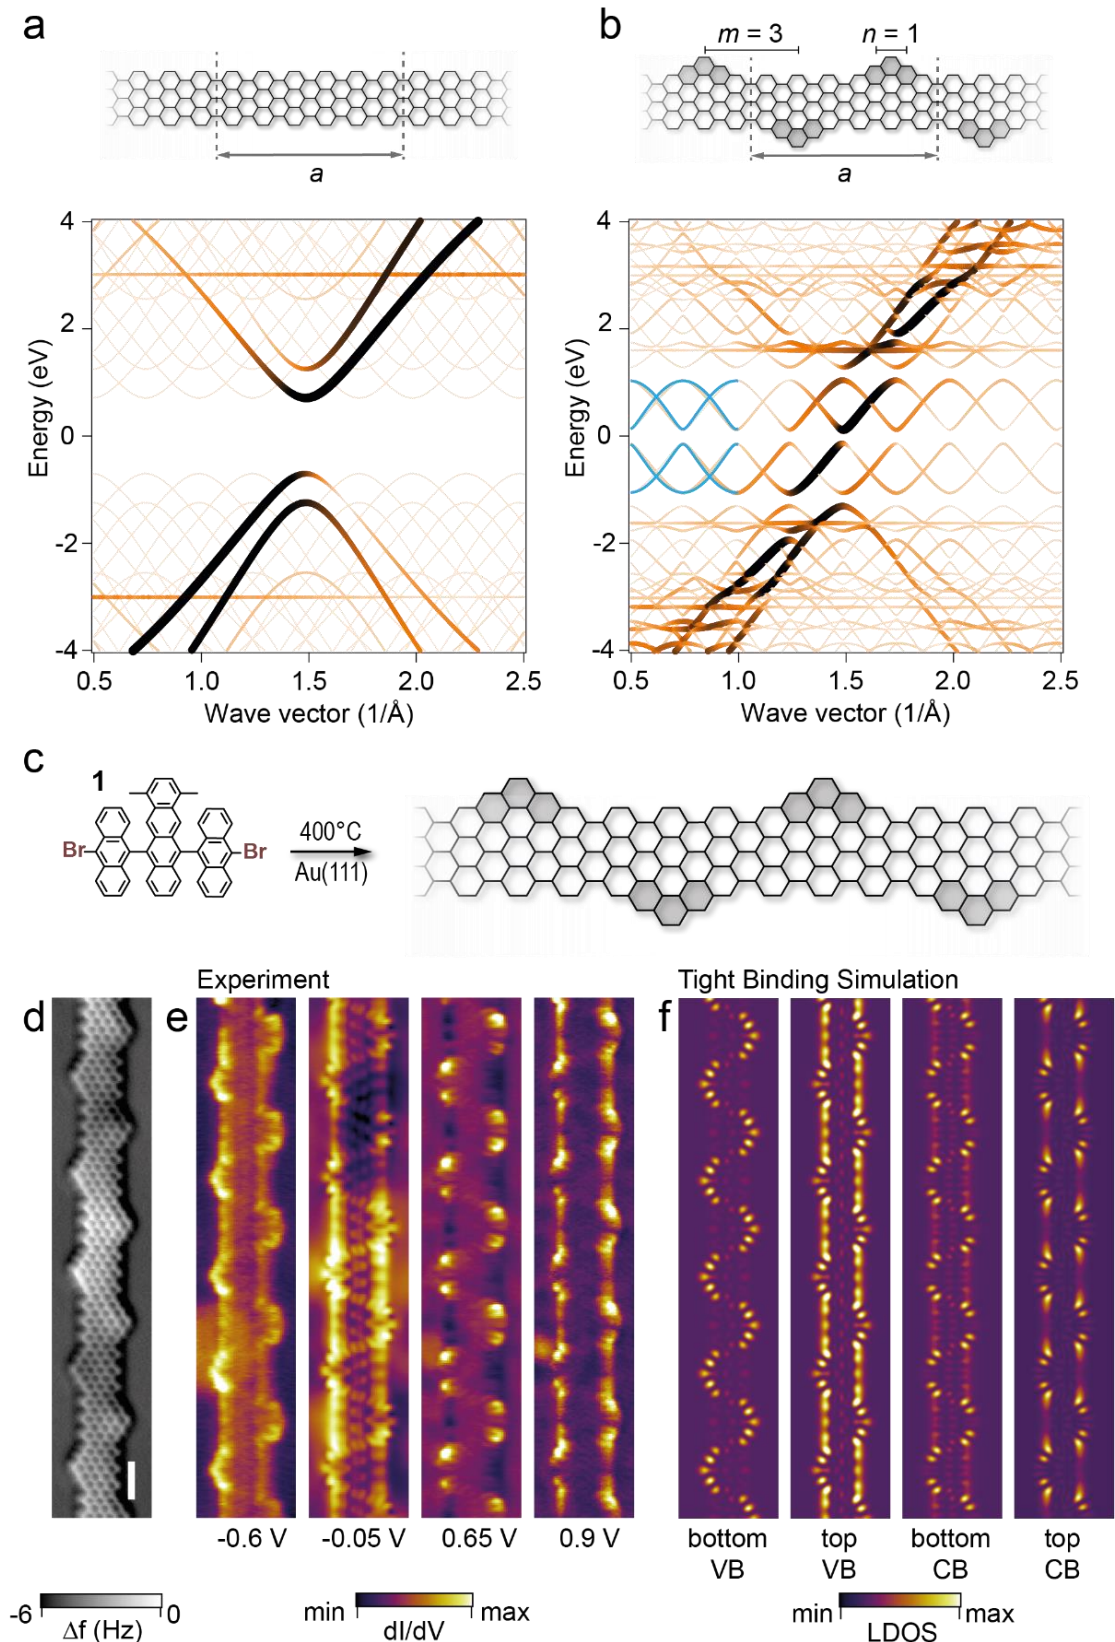 a
b
m = 3
n = 1
a
a
4
2
0
-2
-4
Energy (eV)
0.5 1.0 1.5 2.0 2.5
Wave vector (1/Å)
4
2
0
-2
-4
Energy (eV)
0.5 1.0 1.5 2.0 2.5
Wave vector (1/Å)
c
1
Br
Br
400°C
Au(111)
Experiment
Tight Binding Simulation
d
e
f
-0.6 V
-0.05 V
0.65 V
0.9 V
bottom
VB
top
VB
bottom
CB
top
CB
-6
0
Δf (Hz)
min
max
dI/dV
min
max
LDOS